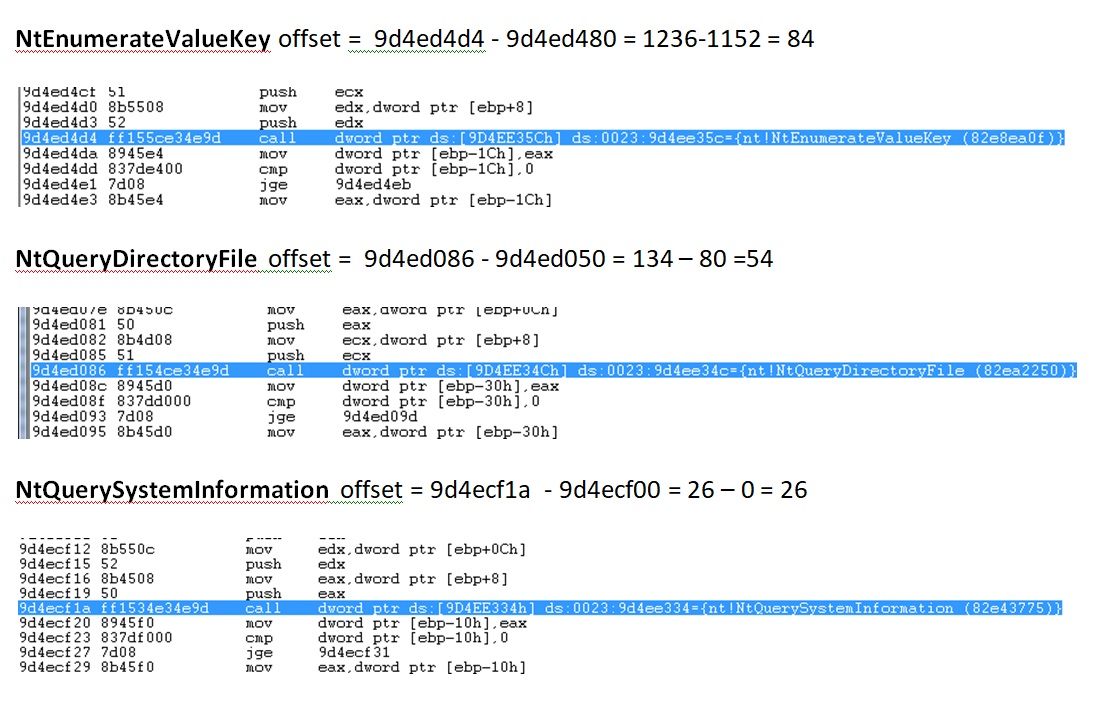 NtEnumerateValueKey offset = 9d4ed4d4 - 9d4ed480 = 1236-1152 = 84
9d4ed4cf 51 push ecx
9d4ed4d0 8b5508 mov edx,dword ptr [ebp+8]
9d4ed4d3 52 push edx
9d4ed4d4 ff155ce34e9d call dword ptr ds:[9D4EE35Ch] ds:0023:9d4ee35c={nt!NtEnumerateValueKey (82e8ea0f)}
9d4ed4da 8945e4 mov dword ptr [ebp-1Ch],eax
9d4ed4dd 837de400 cmp dword ptr [ebp-1Ch],0
9d4ed4e1 7d08 jge 9d4ed4eb
9d4ed4e3 8b45e4 mov eax,dword ptr [ebp-1Ch]
NtQueryDirectoryFile offset = 9d4ed086 - 9d4ed050 = 134 – 80 =54
9d4ed07e 8b450c mov eax,dword ptr [ebp+0Ch]
9d4ed081 50 push eax
9d4ed082 8b4d08 mov ecx,dword ptr [ebp+8]
9d4ed085 51 push ecx
9d4ed086 ff154ce34e9d call dword ptr ds:[9D4EE34Ch] ds:0023:9d4ee34c={nt!NtQueryDirectoryFile (82ea2250)}
9d4ed08c 8945d0 mov dword ptr [ebp-30h],eax
9d4ed08f 837dd000 cmp dword ptr [ebp-30h],0
9d4ed093 7d08 jge 9d4ed09d
9d4ed095 8b45d0 mov eax,dword ptr [ebp-30h]
NtQuerySystemInformation offset = 9d4ecf1a - 9d4ecf00 = 26 – 0 = 26
9d4ecf12 8b550c mov edx,dword ptr [ebp+0Ch]
9d4ecf15 52 push edx
9d4ecf16 8b4508 mov eax,dword ptr [ebp+8]
9d4ecf19 50 push eax
9d4ecf1a ff1534e34e9d call dword ptr ds:[9D4EE334h] ds:0023:9d4ee334={nt!NtQuerySystemInformation (82e43775)}
9d4ecf20 8945f0 mov dword ptr [ebp-10h],eax
9d4ecf23 837df000 cmp dword ptr [ebp-10h],0
9d4ecf27 7d08 jge 9d4ecf31
9d4ecf29 8b45f0 mov eax,dword ptr [ebp-10h]